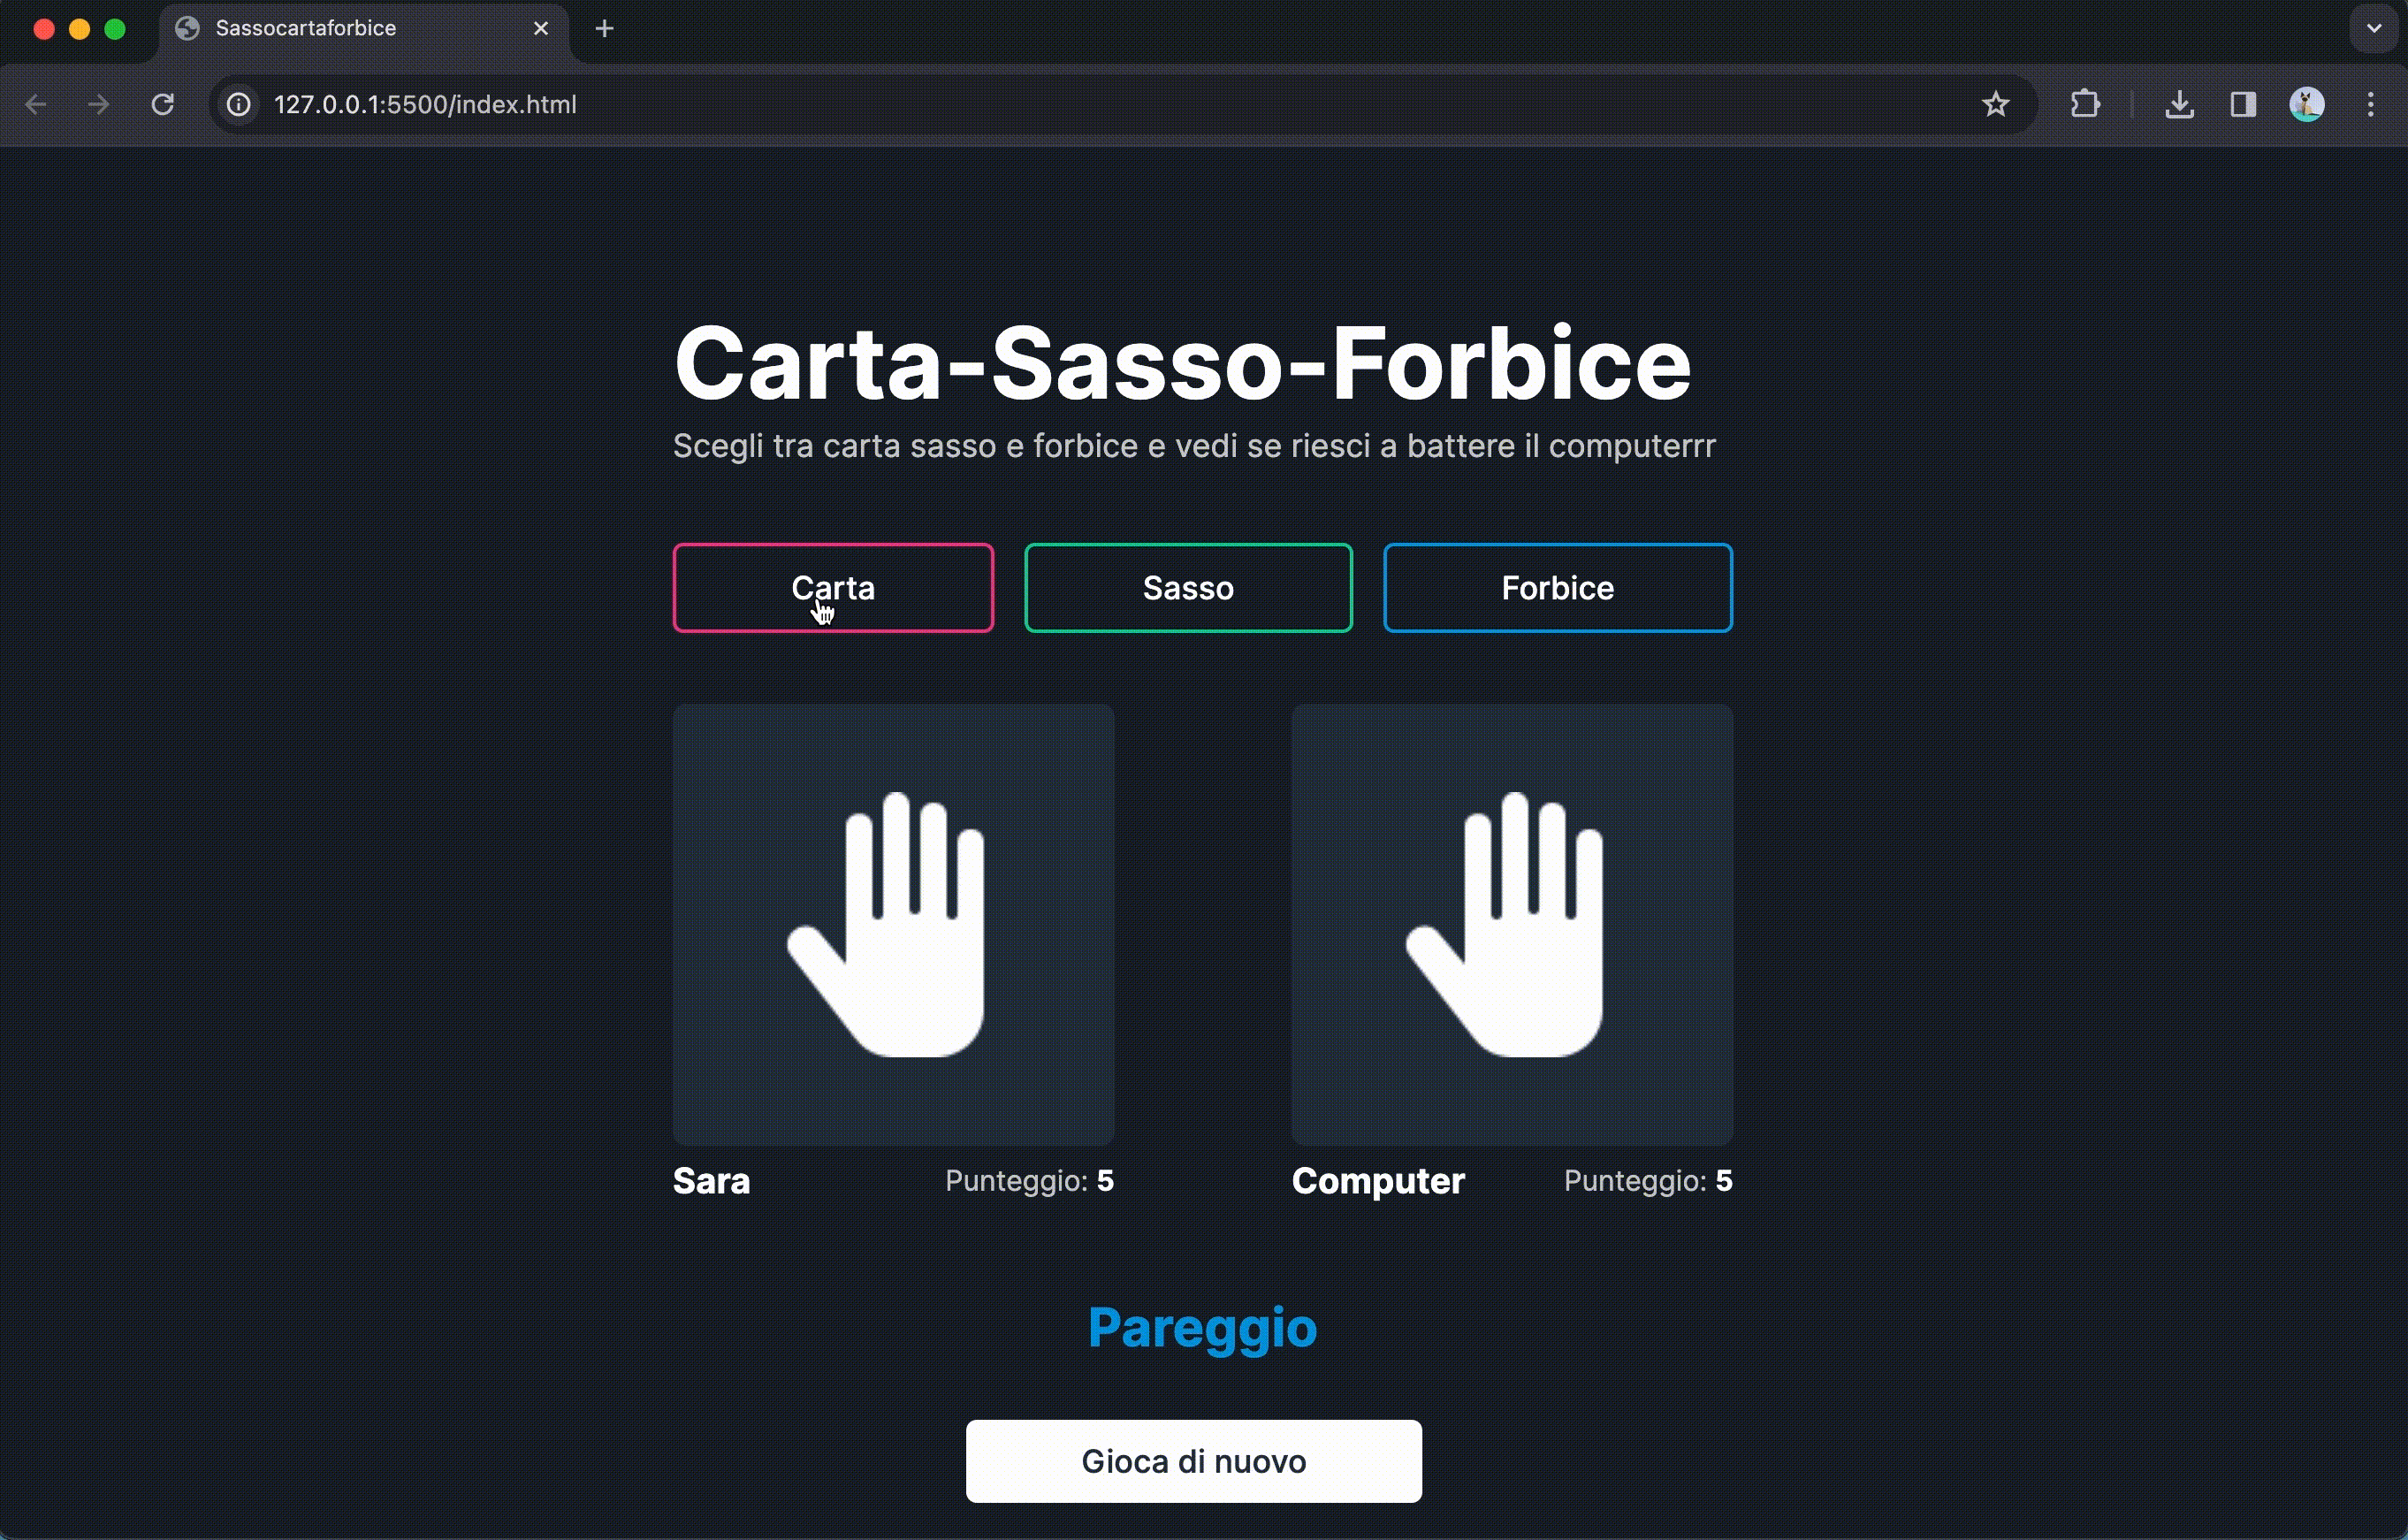 Sassocartaforbice
127.0.0.1:5500/index.html
Carta-Sasso-Forbice
Scegli tra carta sasso e forbice e vedi se riesci a battere il computerrr
Carta Sasso Forbice
Sara Punteggio: 5 Computer Punteggio: 5
Pareggio
Gioca di nuovo